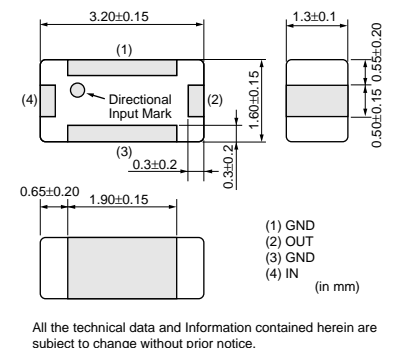 3.20±0.15
1.3±0.1
(1)
(4)
Directional
Input Mark
(2)
(3)
1.60±0.15
0.55±0.20
0.50±0.15
0.3±0.2
0.3±0.2
0.65±0.20
1.90±0.15
(1) GND
(2) OUT
(3) GND
(4) IN
(in mm)
All the technical data and Information contained herein are
subject to change without prior notice.